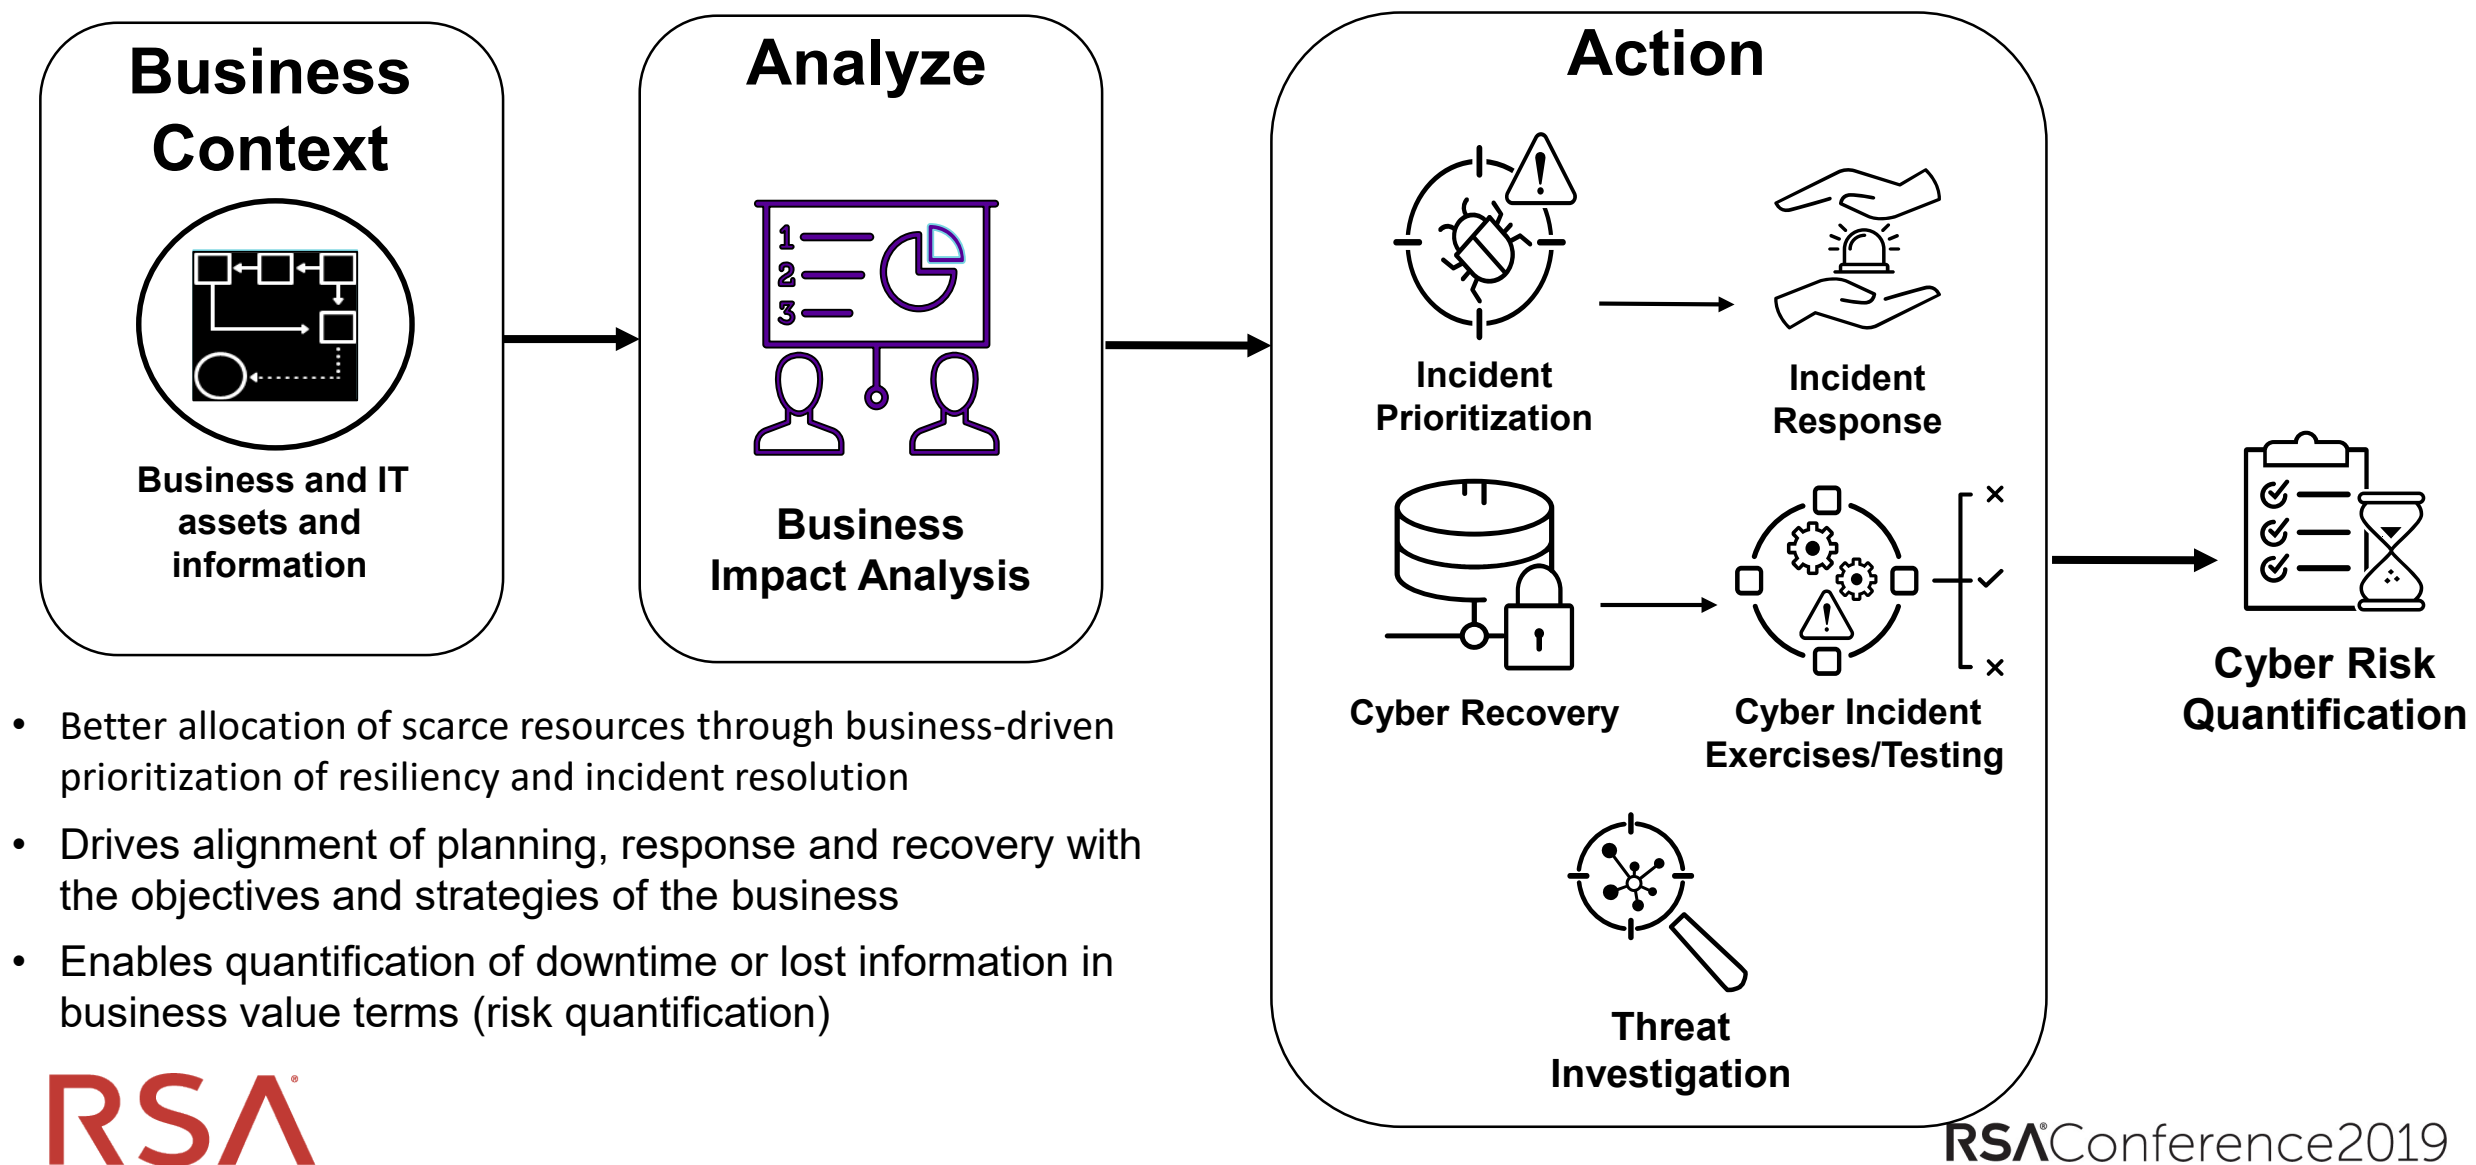 Business
Context
Business and IT
assets and
information
Analyze
1
2
3
Business
Impact Analysis
Action
Incident
Prioritization
Incident
Response
Cyber Recovery
Cyber Incident
Exercises/Testing
Threat
Investigation
Cyber Risk
Quantification
• Better allocation of scarce resources through business-driven
prioritization of resiliency and incident resolution
• Drives alignment of planning, response and recovery with
the objectives and strategies of the business
• Enables quantification of downtime or lost information in
business value terms (risk quantification)
RSA®
RSA®Conference2019